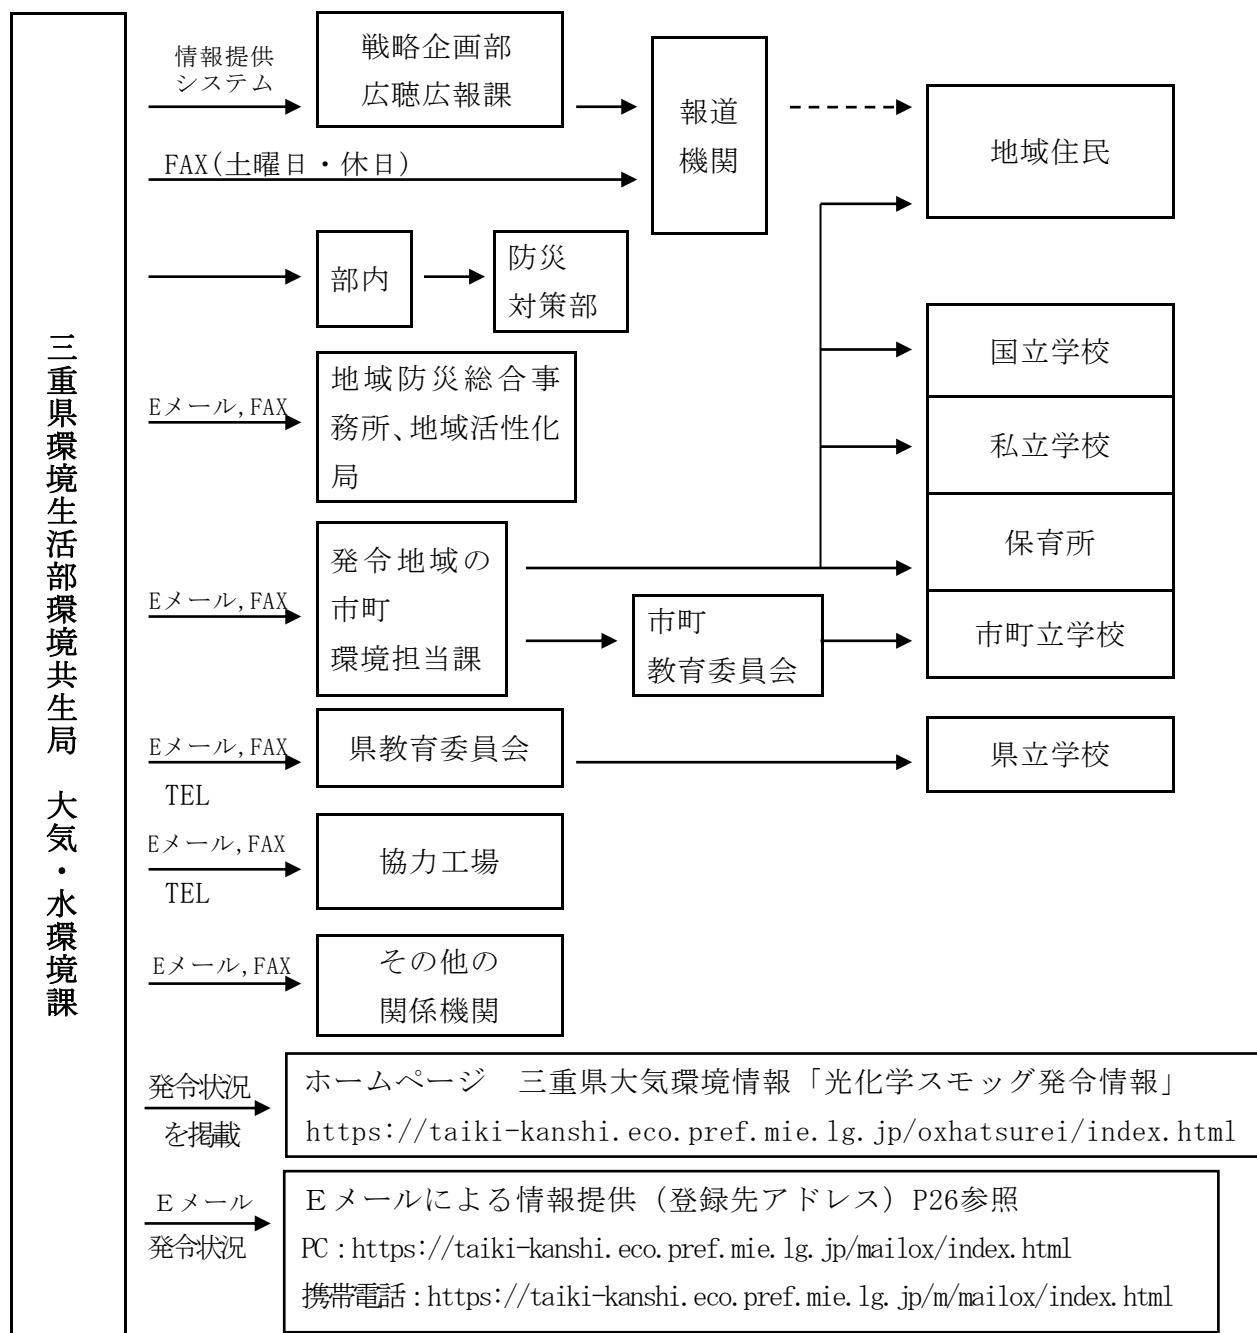 三重県環境生活部環境共生局　大気・水環境課
情報提供
システム
戦略企画部
広聴広報課
報道
機関
地域住民
FAX(土曜日・休日)
部内
防災
対策部
Eメール,FAX
地域防災総合事
務所、地域活性化
局
国立学校
私立学校
保育所
市町立学校
Eメール,FAX
発令地域の
市町
環境担当課
市町
教育委員会
Eメール,FAX
TEL
県教育委員会
県立学校
Eメール,FAX
TEL
協力工場
Eメール,FAX
その他の
関係機関
発令状況
を掲載
ホームページ　三重県大気環境情報「光化学スモッグ発令情報」
https://taiki-kanshi.eco.pref.mie.lg.jp/oxhatsurei/index.html
Ｅメール
発令状況
Ｅメールによる情報提供（登録先アドレス）P26参照
PC：https://taiki-kanshi.eco.pref.mie.lg.jp/mailox/index.html
携帯電話：https://taiki-kanshi.eco.pref.mie.lg.jp/m/mailox/index.html